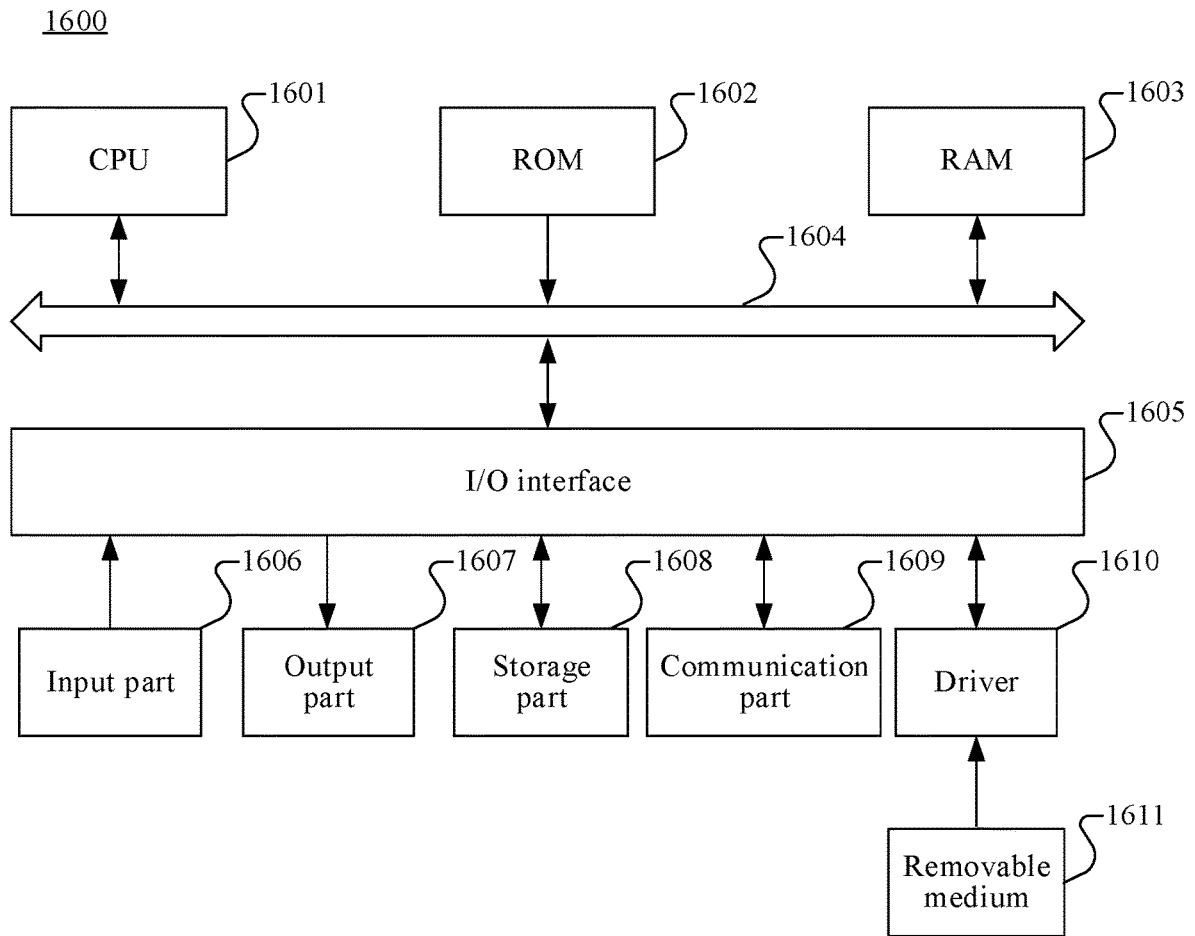 1600
1601
1602
1603
CPU
ROM
RAM
1604
1605
I/O interface
1606
1607
1608
1609
1610
Input part
Output
part
Storage
part
Communication
part
Driver
1611
Removable
medium